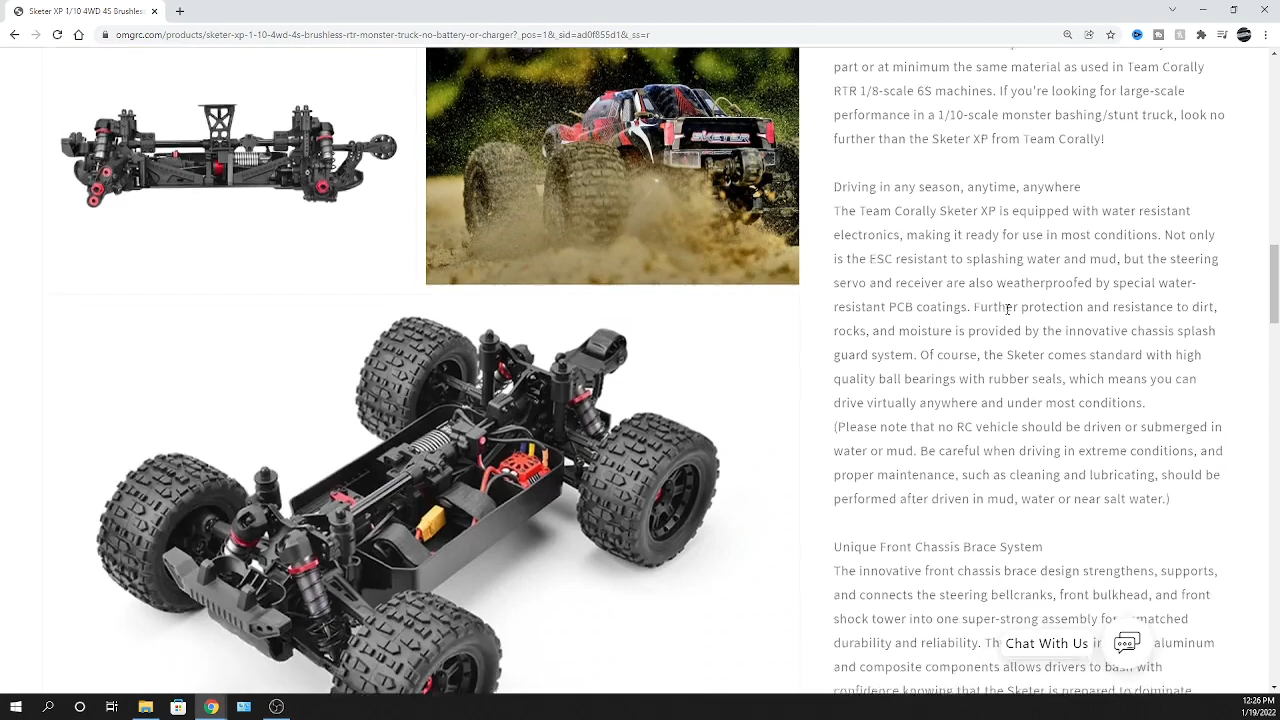 Sketer XP 1/10 4WD 4S Brushles
omgrc.com/products/sketer-xp-1-10-4wd-4s-brushless-rtr-monster-truck-no-battery-or-charger?_pos=1&_sid=ad0f855d1&_ss=r
part or at minimum the same material as used in Team Corally
RTR 1/8-scale 6S machines. If you're looking for large-scale
performance in a 1/10-scale monster bashing/stunt truck, look no
further than the Sketer XP from Team Corally!
SKETER
Driving in any season, anytime, anywhere
The Team Corally Sketer XP is equipped with water resistant
electronics, making it ready for use in most conditions. Not only
is the ESC resistant to splashing water and mud, but the steering
servo and receiver are also weatherproofed by special water-
resistant PCB coatings. Further protection and resistance to dirt,
rocks, and moisture is provided by the innovative chassis splash
guard system. Of course, the Sketer comes standard with high
quality ball bearings with rubber seals, which means you can
drive virtually anywhere and under most conditions.
(Please note that no RC vehicle should be driven or submerged in
water or mud. Be careful when driving in extreme conditions, and
proper maintenance, such as cleaning and lubricating, should be
performed after driven in mud, water or near salt water.)
Unique Front Chassis Brace System
The innovative front chassis brace design strengthens, supports,
and connects the steering bellcranks, front bulkhead, and front
shock tower into one super-strong assembly for matched
durability and reliability. Th in aluminum
Chat With Us
and composite components allows drivers to bash with
confidence knowing that the Sketer is prepared to dominate
12:26 PM
1/19/2022